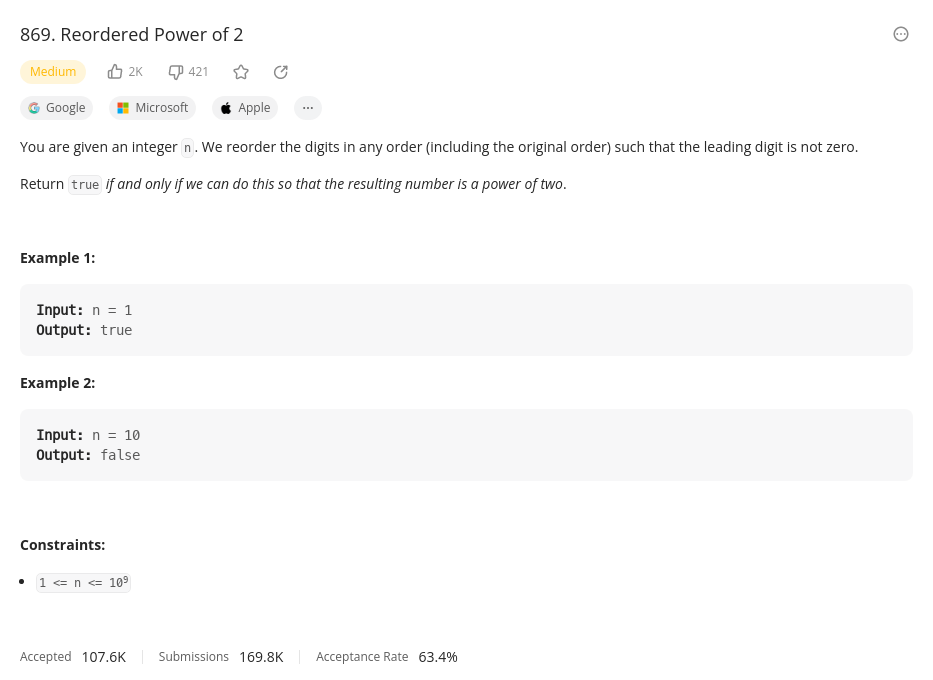 869. Reordered Power of 2
Medium 2K 421
Google Microsoft Apple ...
You are given an integer n. We reorder the digits in any order (including the original order) such that the leading digit is not zero.
Return true if and only if we can do this so that the resulting number is a power of two.
Example 1:
Input: n = 1
Output: true
Example 2:
Input: n = 10
Output: false
Constraints:
• 1 <= n <= 10⁹
Accepted 107.6K Submissions 169.8K Acceptance Rate 63.4%